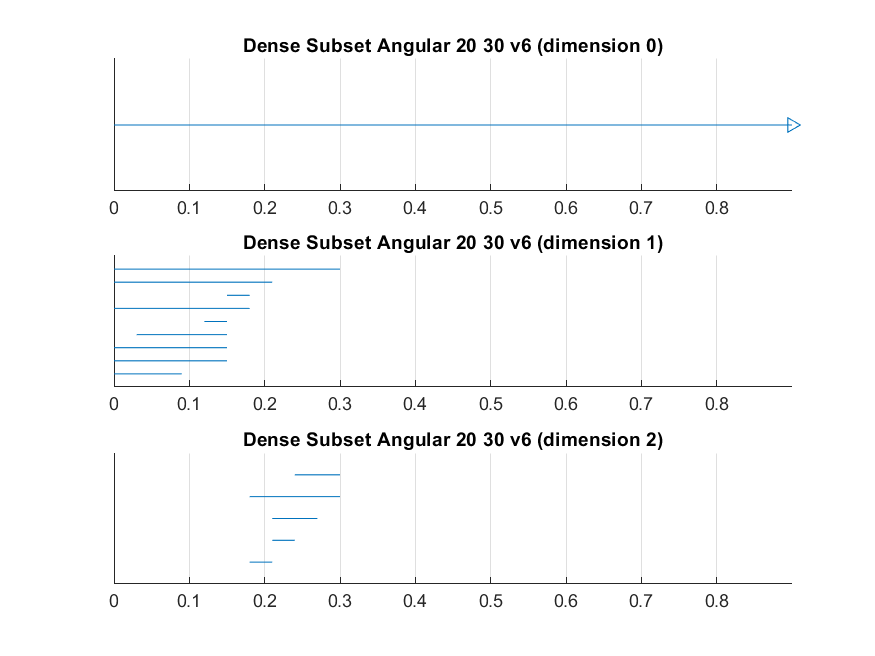 Dense Subset Angular 20 30 v6 (dimension 0)
0 0.1 0.2 0.3 0.4 0.5 0.6 0.7 0.8
Dense Subset Angular 20 30 v6 (dimension 1)
0 0.1 0.2 0.3 0.4 0.5 0.6 0.7 0.8
Dense Subset Angular 20 30 v6 (dimension 2)
0 0.1 0.2 0.3 0.4 0.5 0.6 0.7 0.8